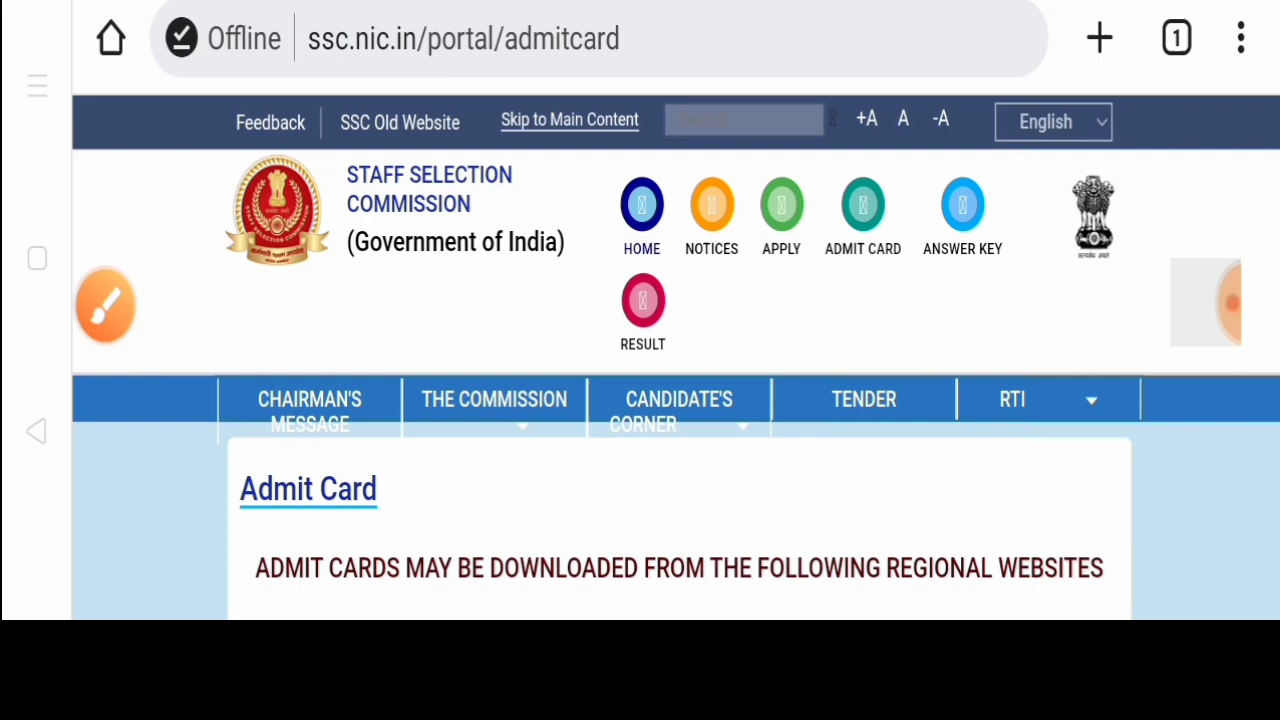 Offline ssc.nic.in/portal/admitcard 1
Feedback SSC Old Website Skip to Main Content +A A -A English
STAFF SELECTION
COMMISSION
(Government of India)
HOME NOTICES APPLY ADMIT CARD ANSWER KEY
RESULT
CHAIRMAN'S
MESSAGE
THE COMMISSION
CANDIDATE'S
CORNER
TENDER
RTI
Admit Card
ADMIT CARDS MAY BE DOWNLOADED FROM THE FOLLOWING REGIONAL WEBSITES